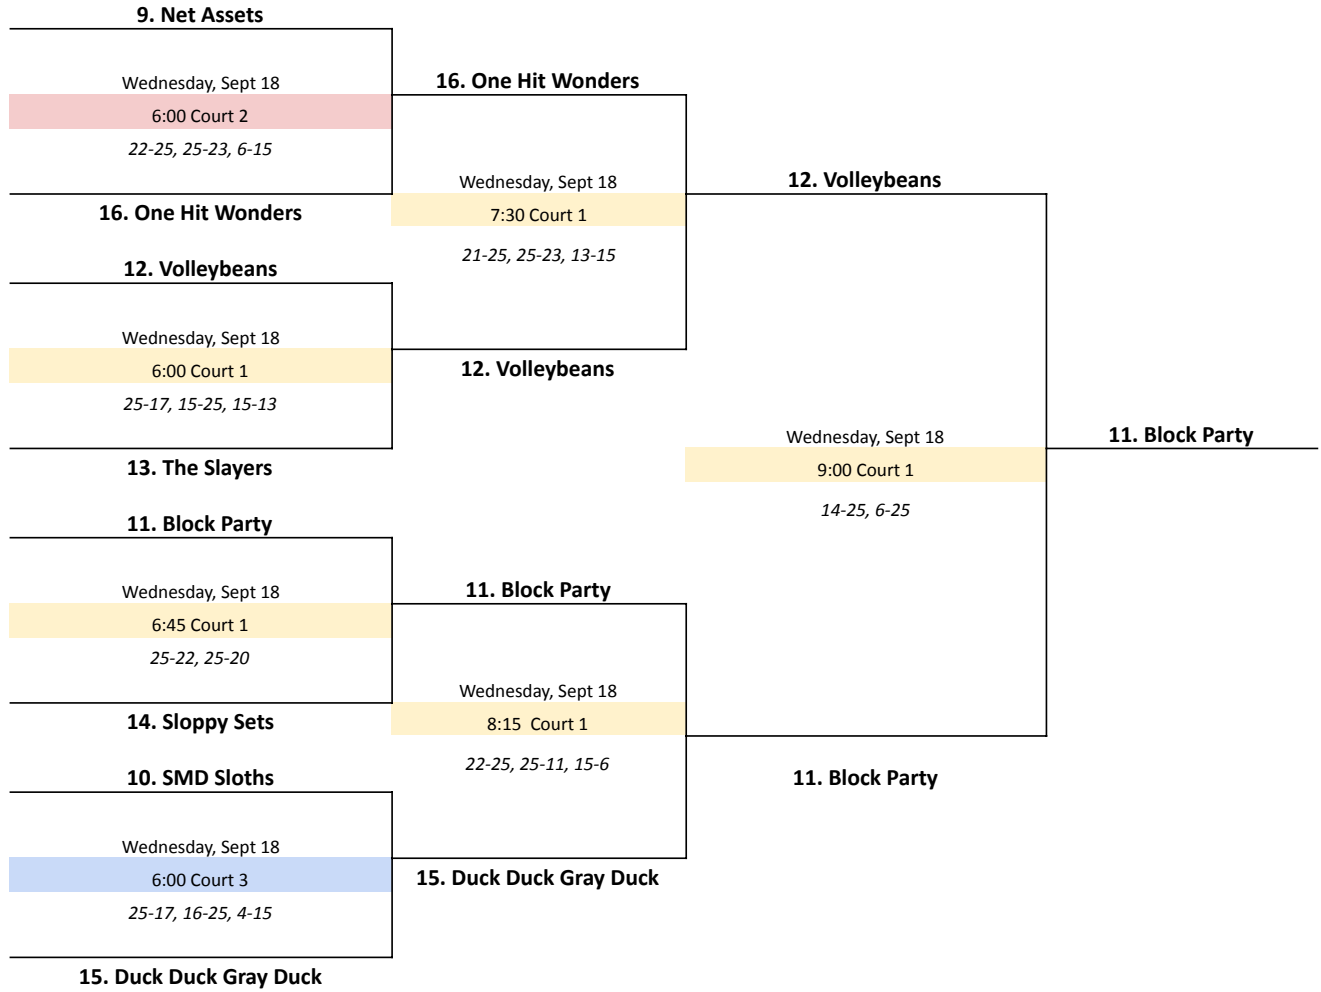 9. Net Assets
Wednesday, Sept 18
6:00 Court 2
22-25, 25-23, 6-15
16. One Hit Wonders
12. Volleybeans
Wednesday, Sept 18
6:00 Court 1
25-17, 15-25, 15-13
13. The Slayers
11. Block Party
Wednesday, Sept 18
6:45 Court 1
25-22, 25-20
14. Sloppy Sets
10. SMD Sloths
Wednesday, Sept 18
6:00 Court 3
25-17, 16-25, 4-15
15. Duck Duck Gray Duck
16. One Hit Wonders
Wednesday, Sept 18
7:30 Court 1
21-25, 25-23, 13-15
12. Volleybeans
11. Block Party
Wednesday, Sept 18
8:15  Court 1
22-25, 25-11, 15-6
15. Duck Duck Gray Duck
12. Volleybeans
Wednesday, Sept 18
9:00 Court 1
14-25, 6-25
11. Block Party
11. Block Party